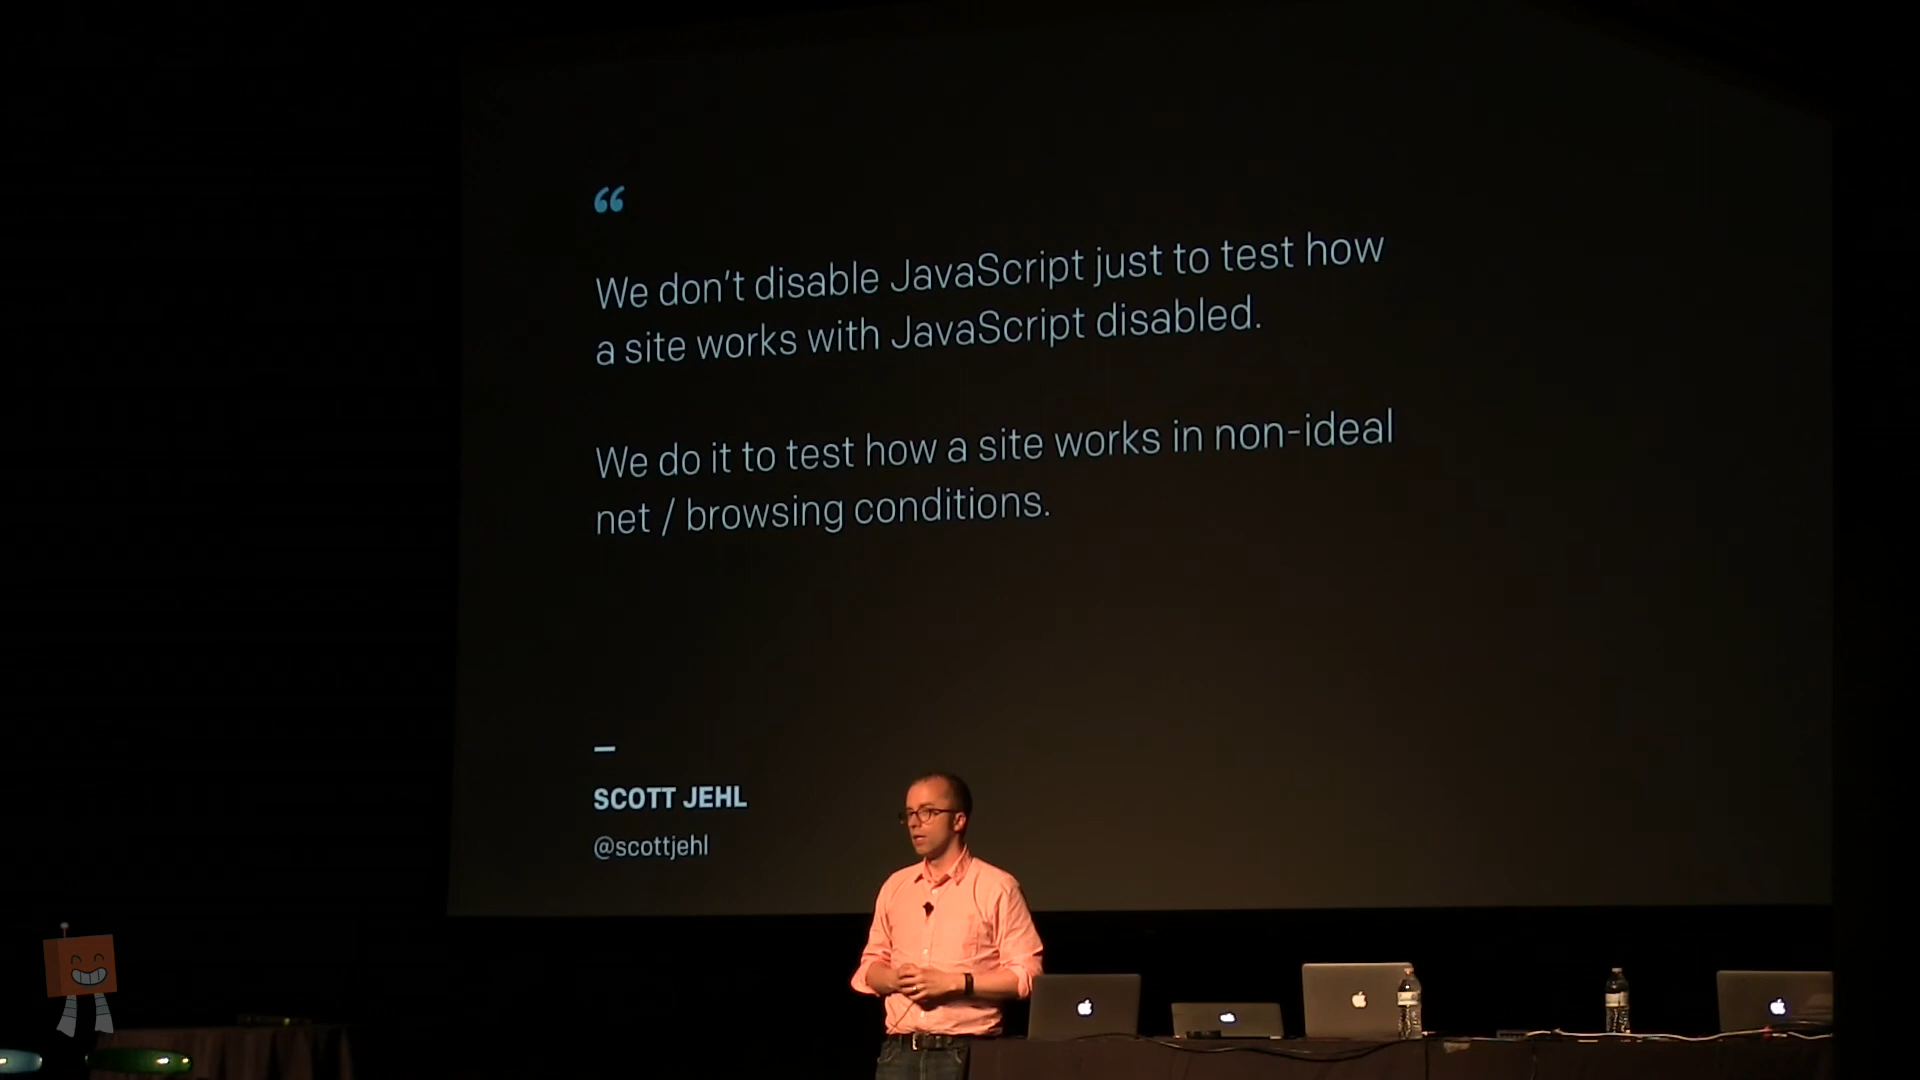 “
We don’t disable JavaScript just to test how
a site works with JavaScript disabled.
We do it to test how a site works in non-ideal
net / browsing conditions.
—
SCOTT JEHL
@scottjehl